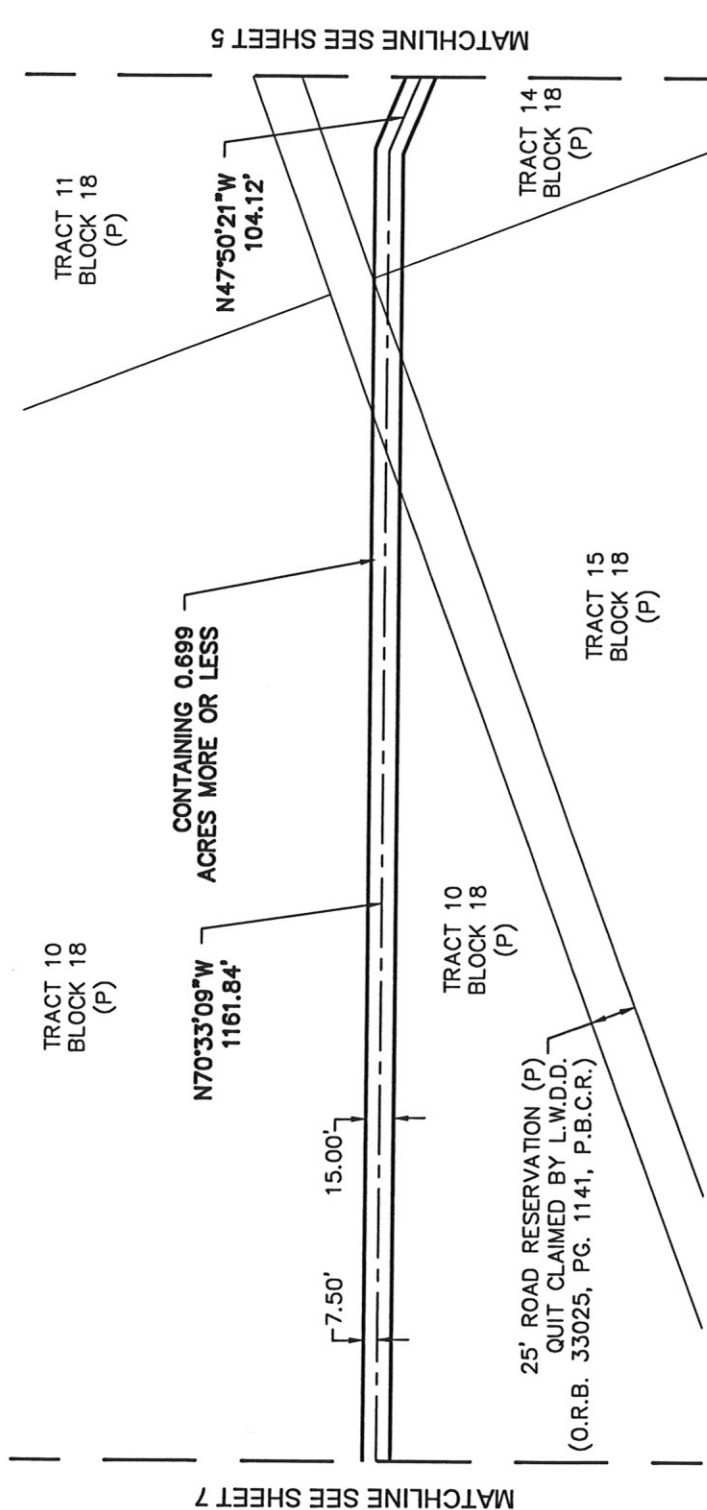 MATCHLINE SEE SHEET 5
TRACT 11
BLOCK 18
(P)
N47°50'21"W
104.12'
TRACT 14
BLOCK 18
(P)
CONTAINING 0.699
ACRES MORE OR LESS
TRACT 15
BLOCK 18
(P)
TRACT 10
BLOCK 18
(P)
N70°33'09"W
1161.84'
TRACT 10
BLOCK 18
(P)
15.00'
7.50'
25' ROAD RESERVATION (P)
QUIT CLAIMED BY L.W.D.D.
(O.R.B. 33025, PG. 1141, P.B.C.R.)
MATCHLINE SEE SHEET 7